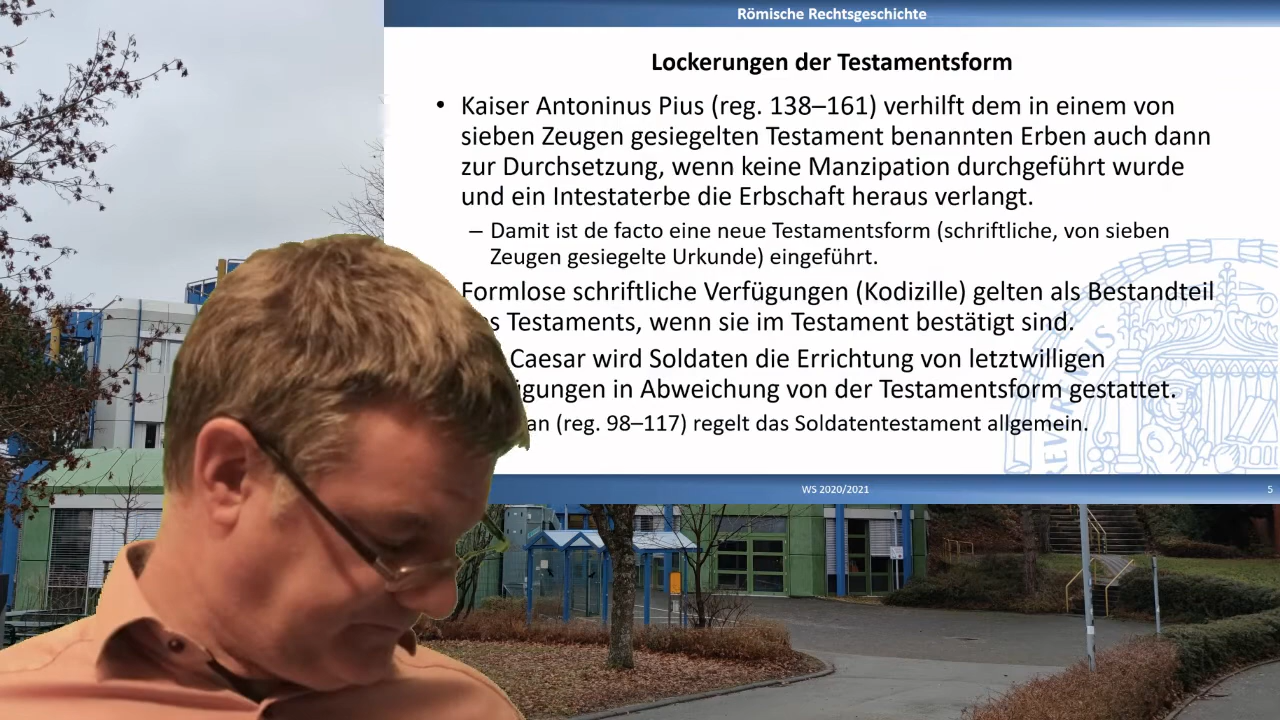 Römische Rechtsgeschichte
Lockerungen der Testamentsform
• Kaiser Antoninus Pius (reg. 138–161) verhilft dem in einem von
sieben Zeugen gesiegelten Testament benannten Erben auch dann
zur Durchsetzung, wenn keine Manzipation durchgeführt wurde
und ein Intestaterbe die Erbschaft heraus verlangt.
– Damit ist de facto eine neue Testamentsform (schriftliche, von sieben
Zeugen gesiegelte Urkunde) eingeführt.
Formlose schriftliche Verfügungen (Kodizille) gelten als Bestandteil
s Testaments, wenn sie im Testament bestätigt sind.
Caesar wird Soldaten die Errichtung von letztwilligen
gungen in Abweichung von der Testamentsform gestattet.
an (reg. 98–117) regelt das Soldatentestament allgemein.
WS 2020/2021
5